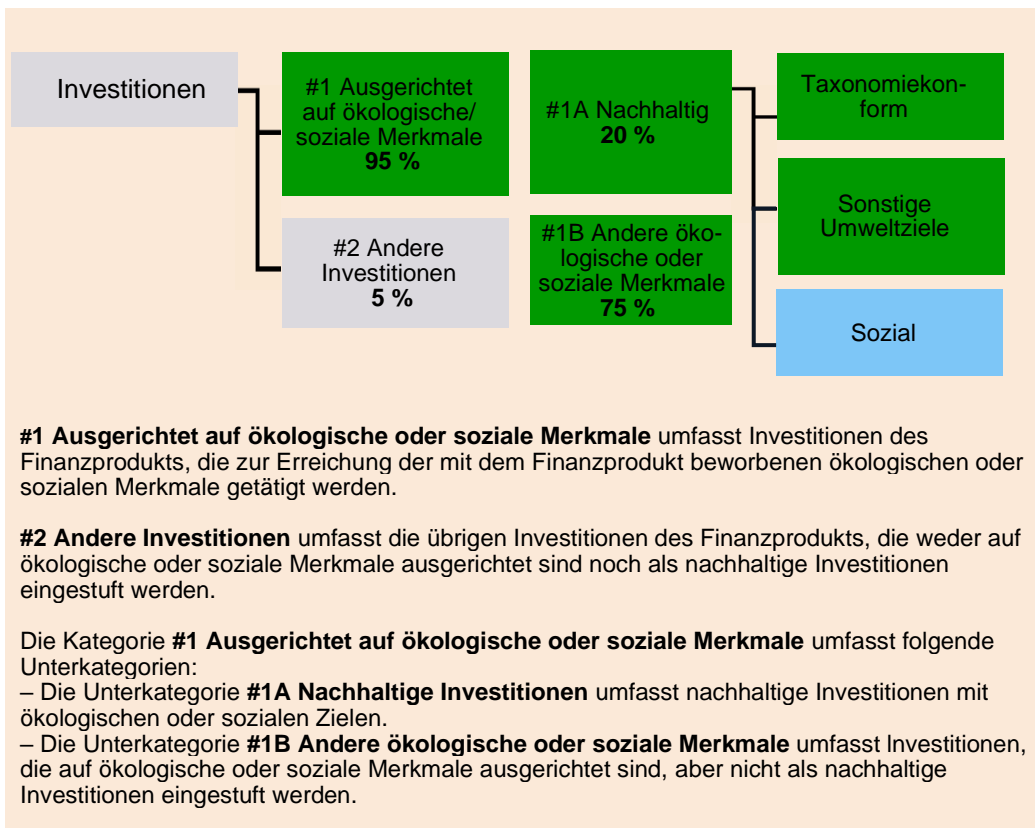 Investitionen
#1 Ausgerichtet
auf ökologische/
soziale Merkmale
95 %
#2 Andere
Investitionen
5 %
#1A Nachhaltig
20 %
#1B Andere öko-
logische oder
soziale Merkmale
75 %
Taxonomiekon-
form
Sonstige
Umweltziele
Sozial
#1 Ausgerichtet auf ökologische oder soziale Merkmale umfasst Investitionen des
Finanzprodukts, die zur Erreichung der mit dem Finanzprodukt beworbenen ökologischen oder
sozialen Merkmale getätigt werden.
#2 Andere Investitionen umfasst die übrigen Investitionen des Finanzprodukts, die weder auf
ökologische oder soziale Merkmale ausgerichtet sind noch als nachhaltige Investitionen
eingestuft werden.
Die Kategorie #1 Ausgerichtet auf ökologische oder soziale Merkmale umfasst folgende
Unterkategorien:
– Die Unterkategorie #1A Nachhaltige Investitionen umfasst nachhaltige Investitionen mit
ökologischen oder sozialen Zielen.
– Die Unterkategorie #1B Andere ökologische oder soziale Merkmale umfasst Investitionen,
die auf ökologische oder soziale Merkmale ausgerichtet sind, aber nicht als nachhaltige
Investitionen eingestuft werden.